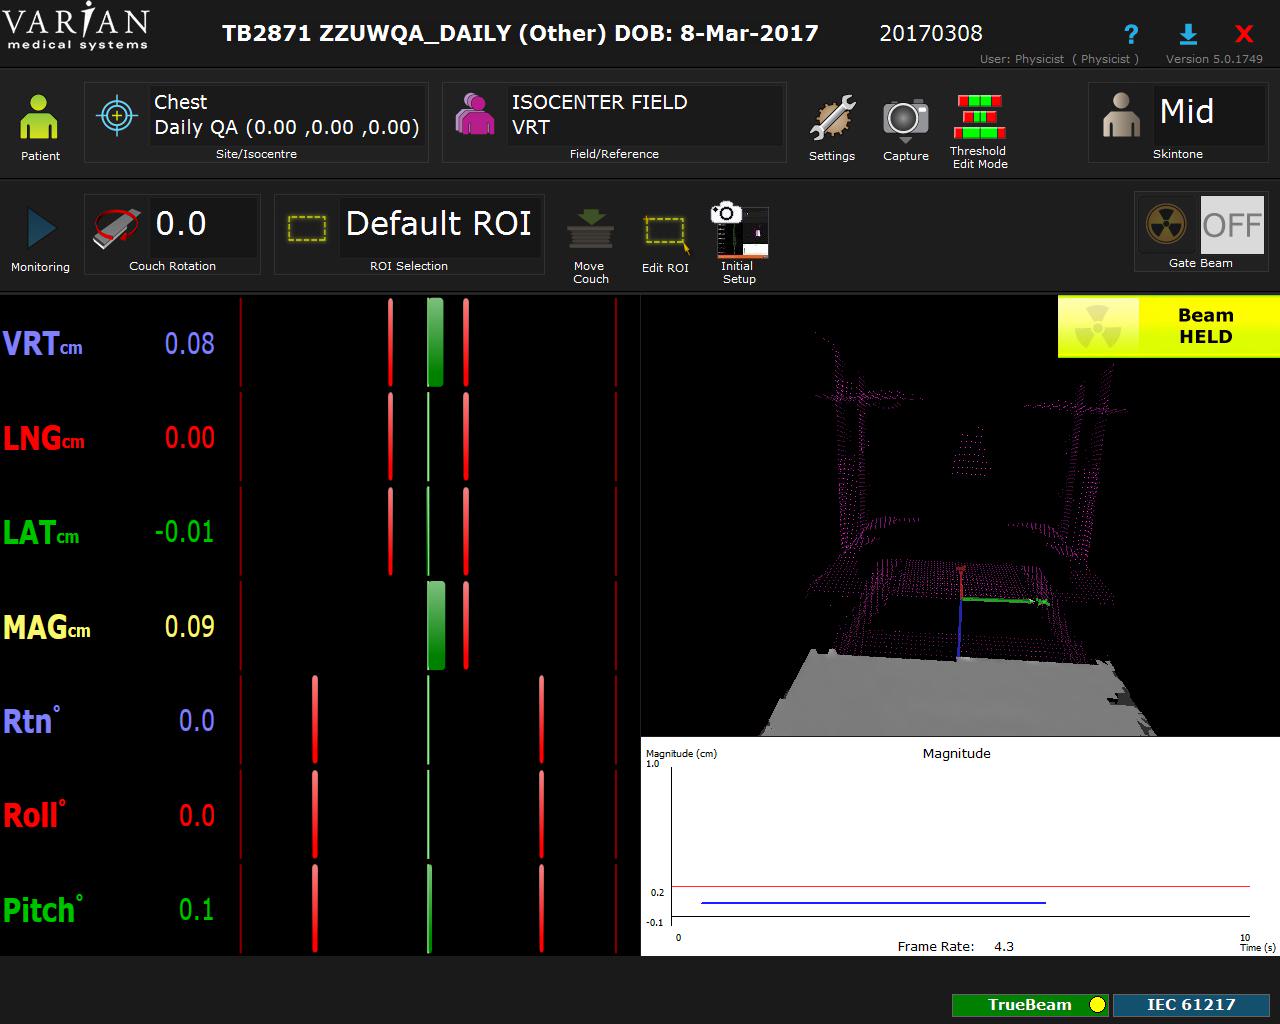 VARIAN
medical systems
TB2871 ZZUWQA_DAILY (Other) DOB: 8-Mar-2017
20170308
?
X
User: Physicist ( Physicist )
Version 5.0.1749
Patient
Chest
Daily QA (0.00 ,0.00 ,0.00)
Site/Isocentre
ISOCENTER FIELD
VRT
Field/Reference
Settings
Capture
Threshold
Edit Mode
Mid
Skintone
Monitoring
0.0
Couch Rotation
Default ROI
ROI Selection
Move
Couch
Edit ROI
Initial
Setup
OFF
Gate Beam
VRTcm 0.08
LNGcm 0.00
LATcm -0.01
MAGcm 0.09
Rtn° 0.0
Roll° 0.0
Pitch° 0.1
Beam
HELD
Magnitude (cm)
Magnitude
1.0
0.2
-0.1
0
10
Frame Rate: 4.3
Time (s)
TrueBeam
IEC 61217